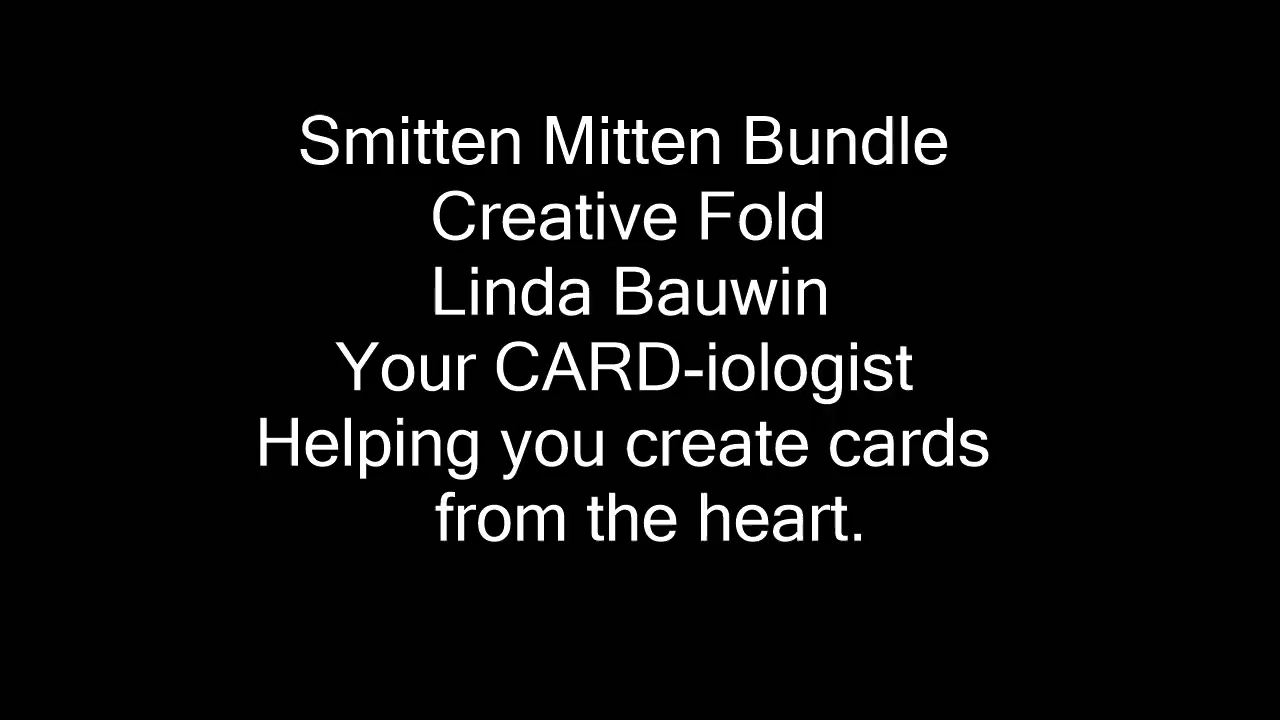 Smitten Mitten Bundle
Creative Fold
Linda Bauwin
Your CARD-iologist
Helping you create cards
from the heart.